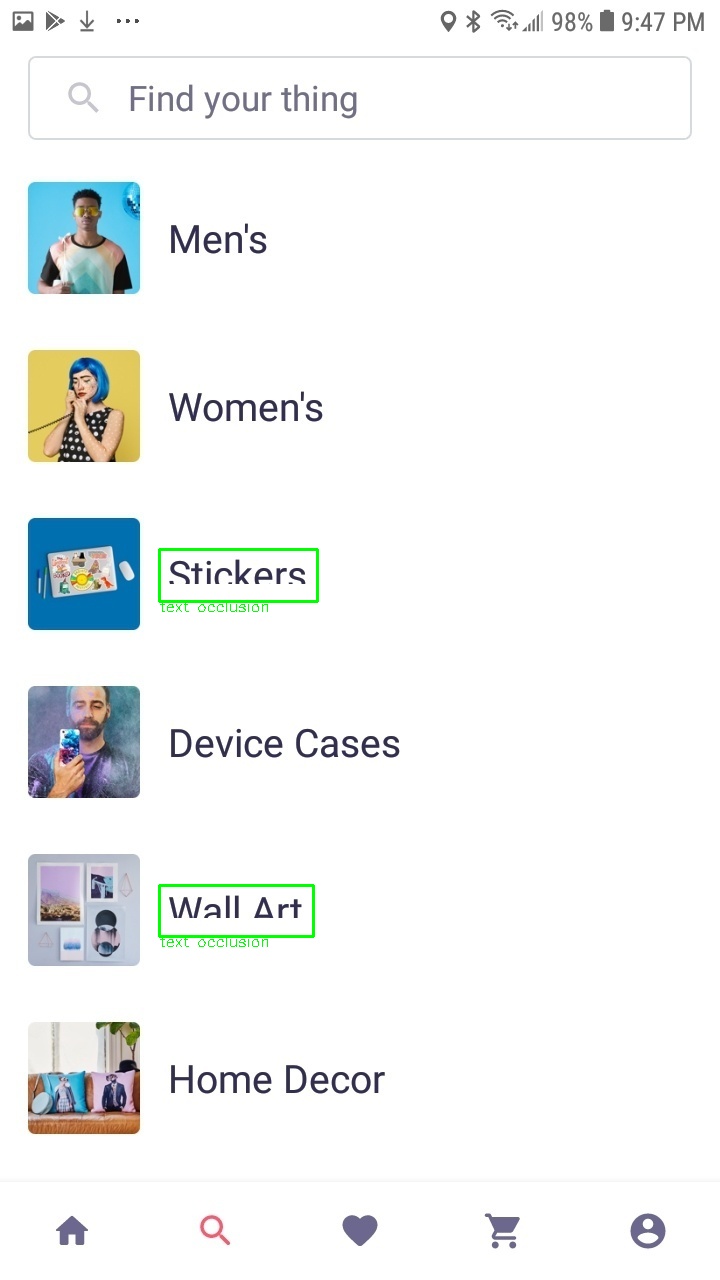 98% 9:47 PM
Find your thing
Men's
Women's
Stickers
text occlusion
Device Cases
Wall Art
text occlusion
Home Decor